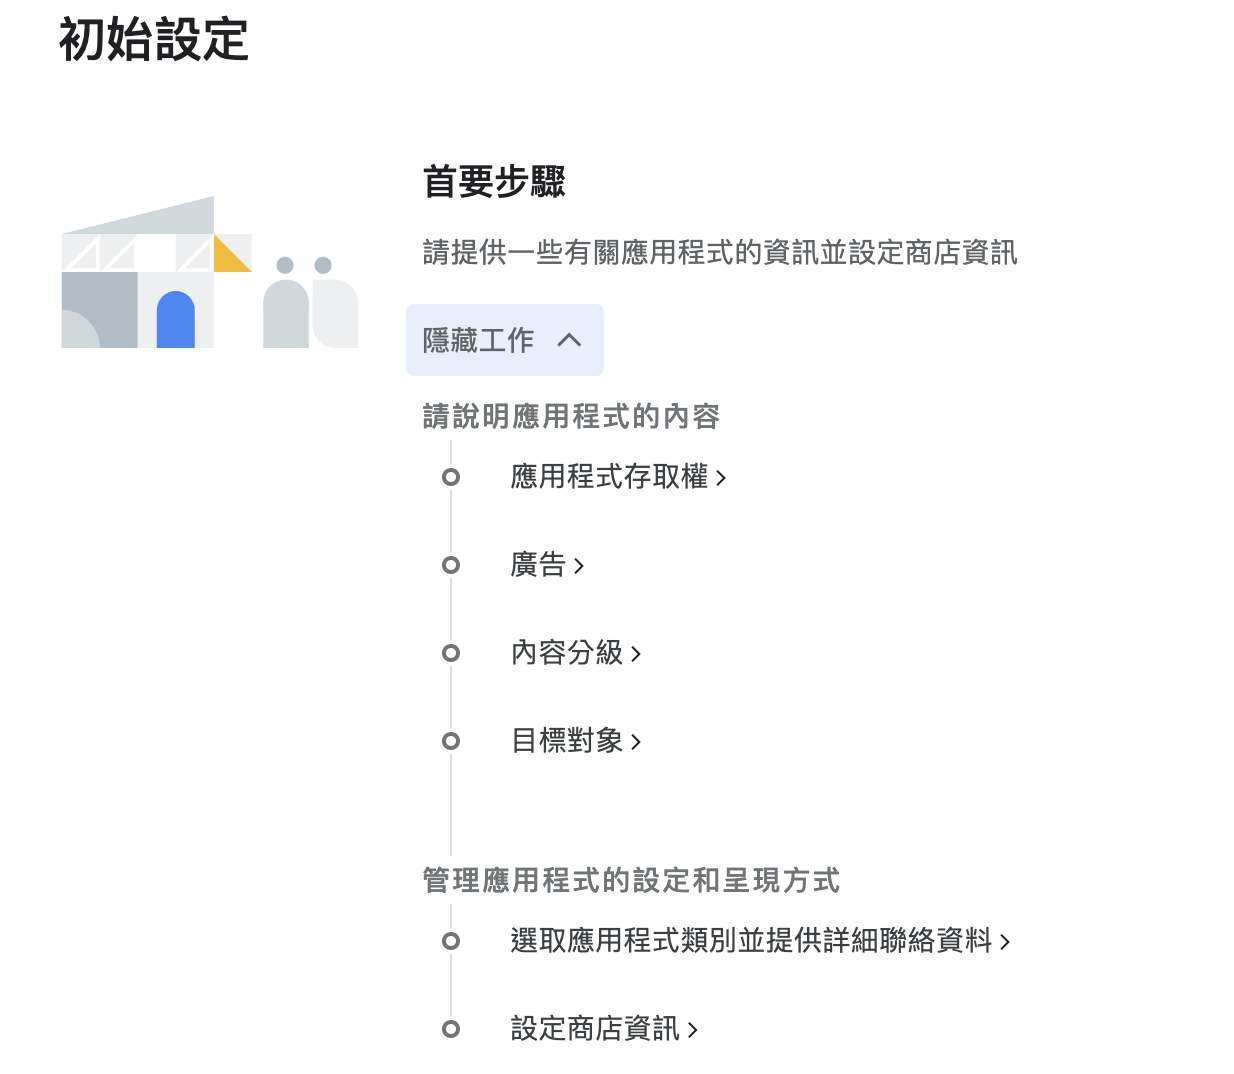 初始設定
首要步驟
請提供一些有關應用程式的資訊並設定商店資訊
隱藏工作
請說明應用程式的內容
應用程式存取權
廣告
內容分級
目標對象
管理應用程式的設定和呈現方式
選取應用程式類別並提供詳細聯絡資料
設定商店資訊